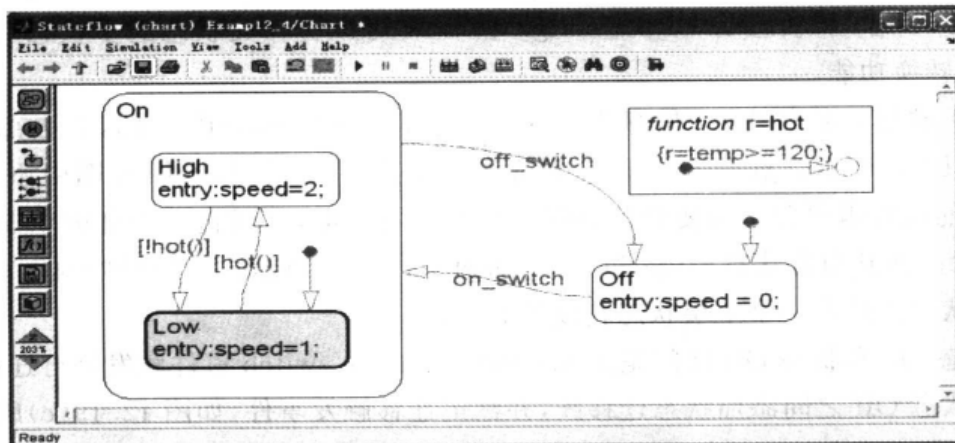 Stateflow (chart) Examp12_4/Chart *
File Edit Simulation View Tools Add Help
On
High
entry:speed=2;
[!hot()]
[hot()]
Low
entry:speed=1;
off_switch
on_switch
function r=hot
{r=temp>=120;}
Off
entry:speed = 0;
203%
Ready